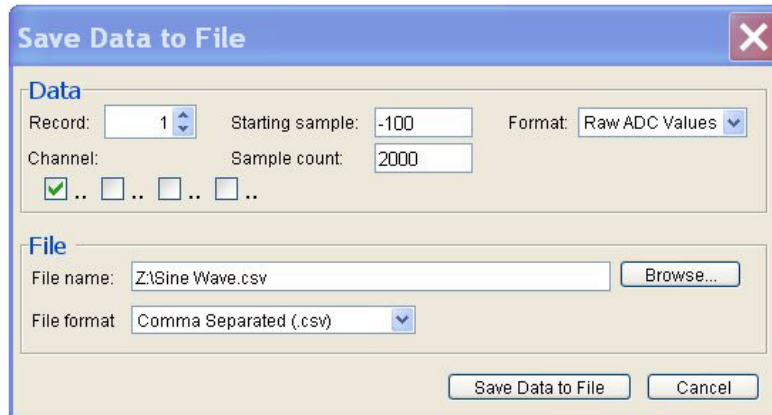 Save Data to File
Data
Record: 1 Starting sample: -100 Format: Raw ADC Values
Channel: Sample count: 2000
.. .. .. ..
File
File name: Z:\Sine Wave.csv Browse...
File format Comma Separated (.csv)
Save Data to File Cancel